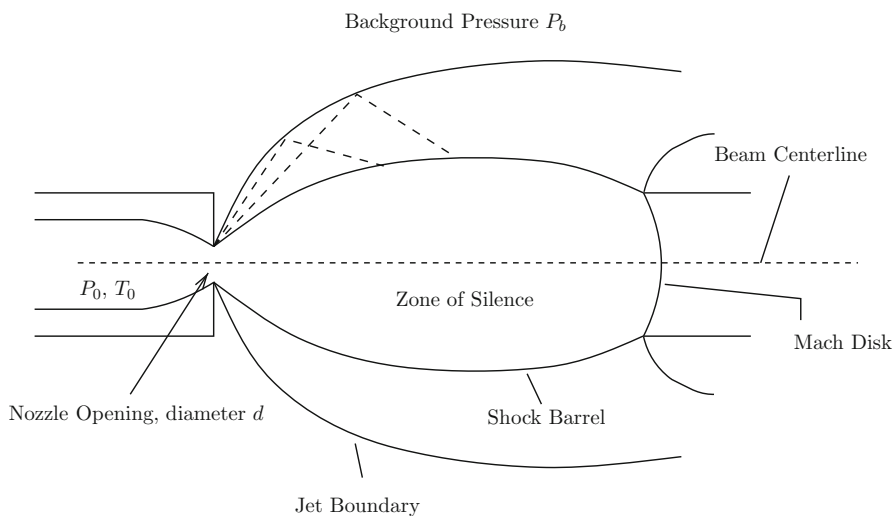 Background Pressure P_b
Beam Centerline
P_0, T_0
Zone of Silence
Mach Disk
Nozzle Opening, diameter d
Shock Barrel
Jet Boundary